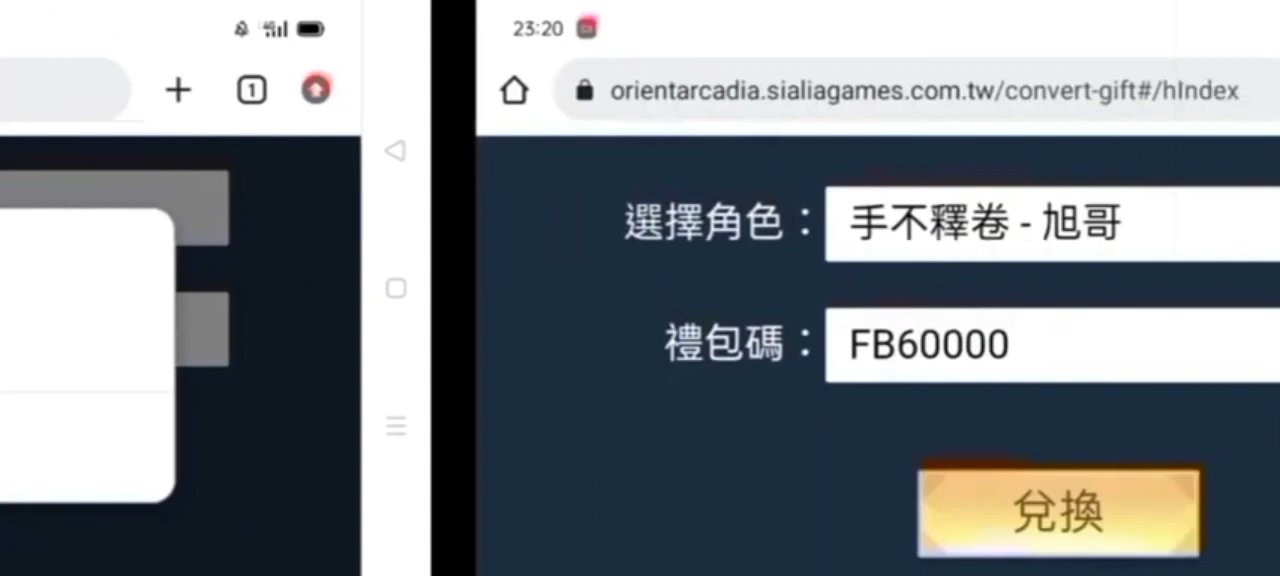 1
23:20
orientarcadia.sialiagames.com.tw/convert-gift#/hIndex
選擇角色：
手不釋卷 - 旭哥
禮包碼：
FB60000
兌換